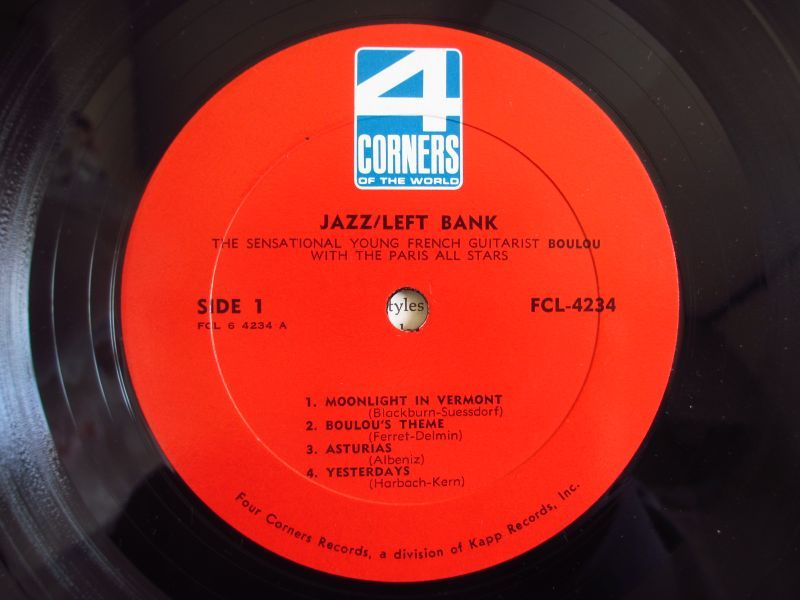 4
CORNERS
OF THE WORLD
JAZZ/LEFT BANK
THE SENSATIONAL YOUNG FRENCH GUITARIST BOULOU
WITH THE PARIS ALL STARS
SIDE 1
FCL 6 4234 A
tyles
FCL-4234
1. MOONLIGHT IN VERMONT
(Blackburn-Suessdorf)
2. BOULOU'S THEME
(Ferret-Delmin)
3. ASTURIAS
(Albeniz)
4. YESTERDAYS
(Harbach-Kern)
Four Corners Records, a division of Kapp Records, Inc.